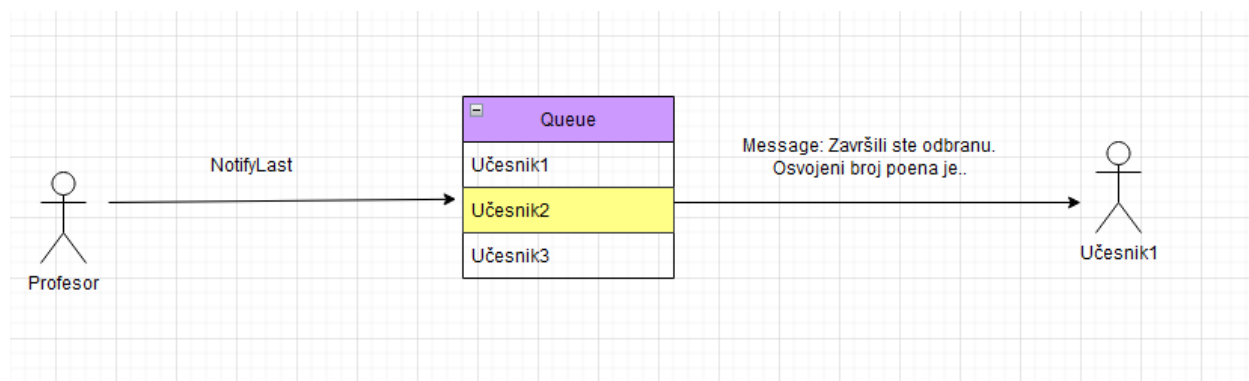 Queue
Učesnik1
Učesnik2
Učesnik3
NotifyLast
Profesor
Message: Završili ste odbranu.
Osvojeni broj poena je..
Učesnik1